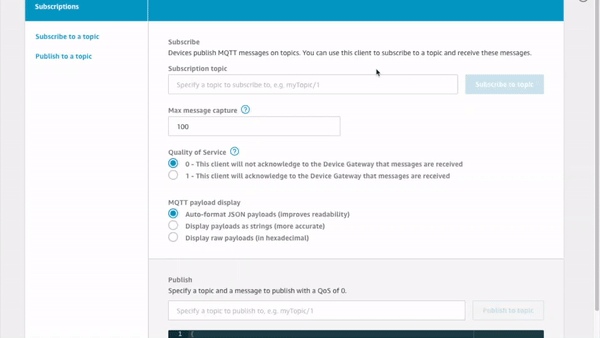 Subscriptions
Subscribe to a topic
Publish to a topic
Subscribe
Devices publish MQTT messages on topics. You can use this client to subscribe to a topic and receive these messages.
Subscription topic
Specify a topic to subscribe to, e.g. myTopic/1
Subscribe to topic
Max message capture ?
100
Quality of Service ?
0 - This client will not acknowledge to the Device Gateway that messages are received
1 - This client will acknowledge to the Device Gateway that messages are received
MQTT payload display
Auto-format JSON payloads (improves readability)
Display payloads as strings (more accurate)
Display raw payloads (in hexadecimal)
Publish
Specify a topic and a message to publish with a QoS of 0.
Specify a topic to publish to, e.g. myTopic/1
Publish to topic
1 {